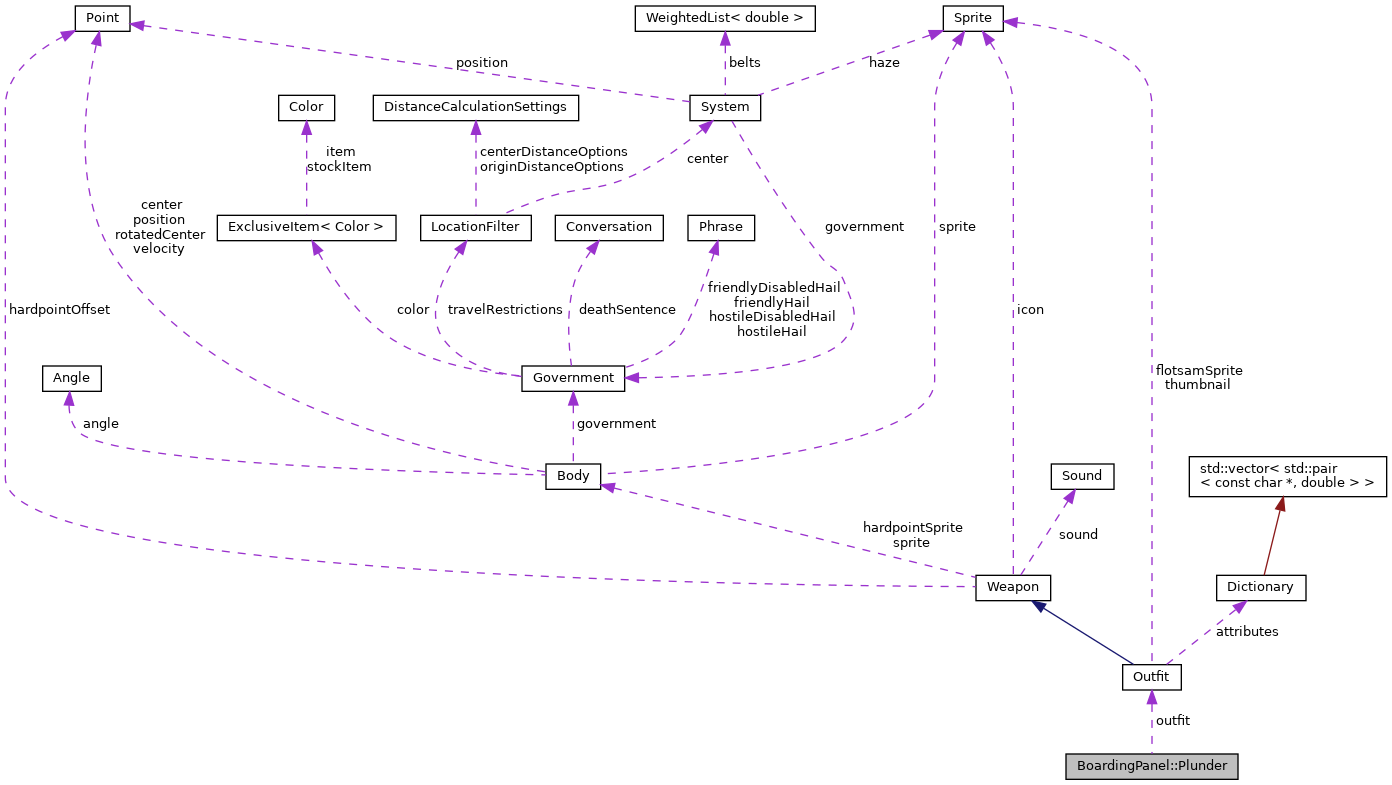 Point
WeightedList< double >
Sprite
position
belts
haze
Color
DistanceCalculationSettings
System
item
stockItem
centerDistanceOptions
originDistanceOptions
center
center
position
rotatedCenter
velocity
ExclusiveItem< Color >
LocationFilter
Conversation
Phrase
government
sprite
hardpointOffset
color
travelRestrictions
deathSentence
friendlyDisabledHail
friendlyHail
hostileDisabledHail
hostileHail
icon
Angle
Government
flotsamSprite
thumbnail
angle
government
Body
Sound
std::vector< std::pair
< const char *, double > >
hardpointSprite
sprite
sound
Weapon
Dictionary
attributes
Outfit
outfit
BoardingPanel::Plunder